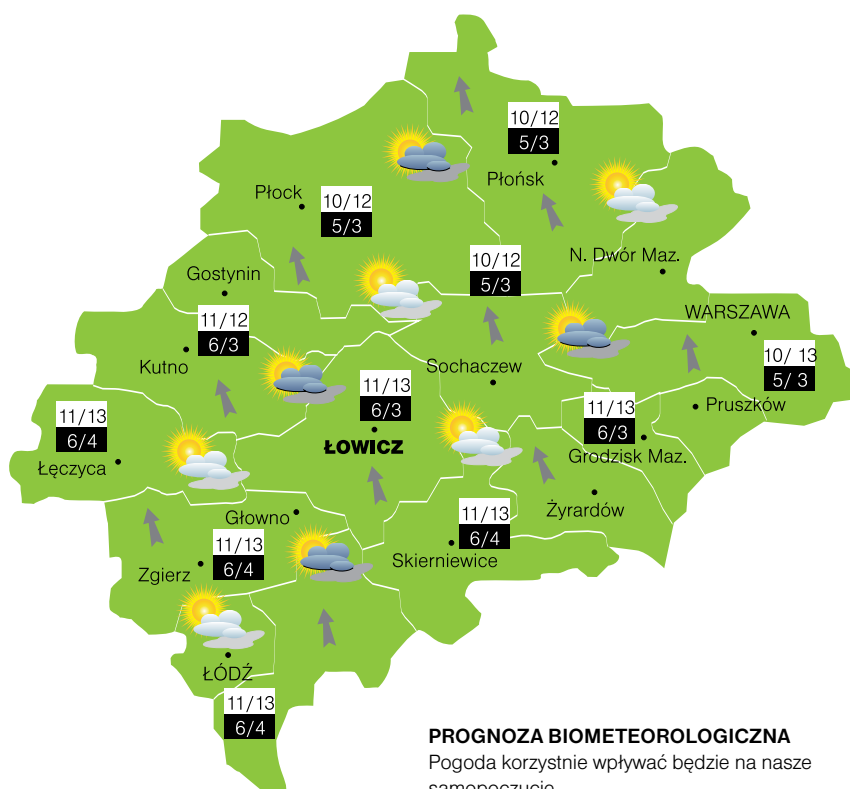 10/12
5/3
Płońsk
Płock
10/12
5/3
N. Dwór Maz.
10/12
5/3
Gostynin
11/12
6/3
Kutno
WARSZAWA
10/ 13
5/ 3
Sochaczew
11/13
6/3
ŁOWICZ
Pruszków
11/13
6/3
Grodzisk Maz.
11/13
6/4
Łęczyca
Żyrardów
Głowno
11/13
6/4
Skierniewice
11/13
6/4
Zgierz
ŁÓDŹ
11/13
6/4
PROGNOZA BIOMETEOROLOGICZNA
Pogoda korzystnie wpływać będzie na nasze
samopoczucie